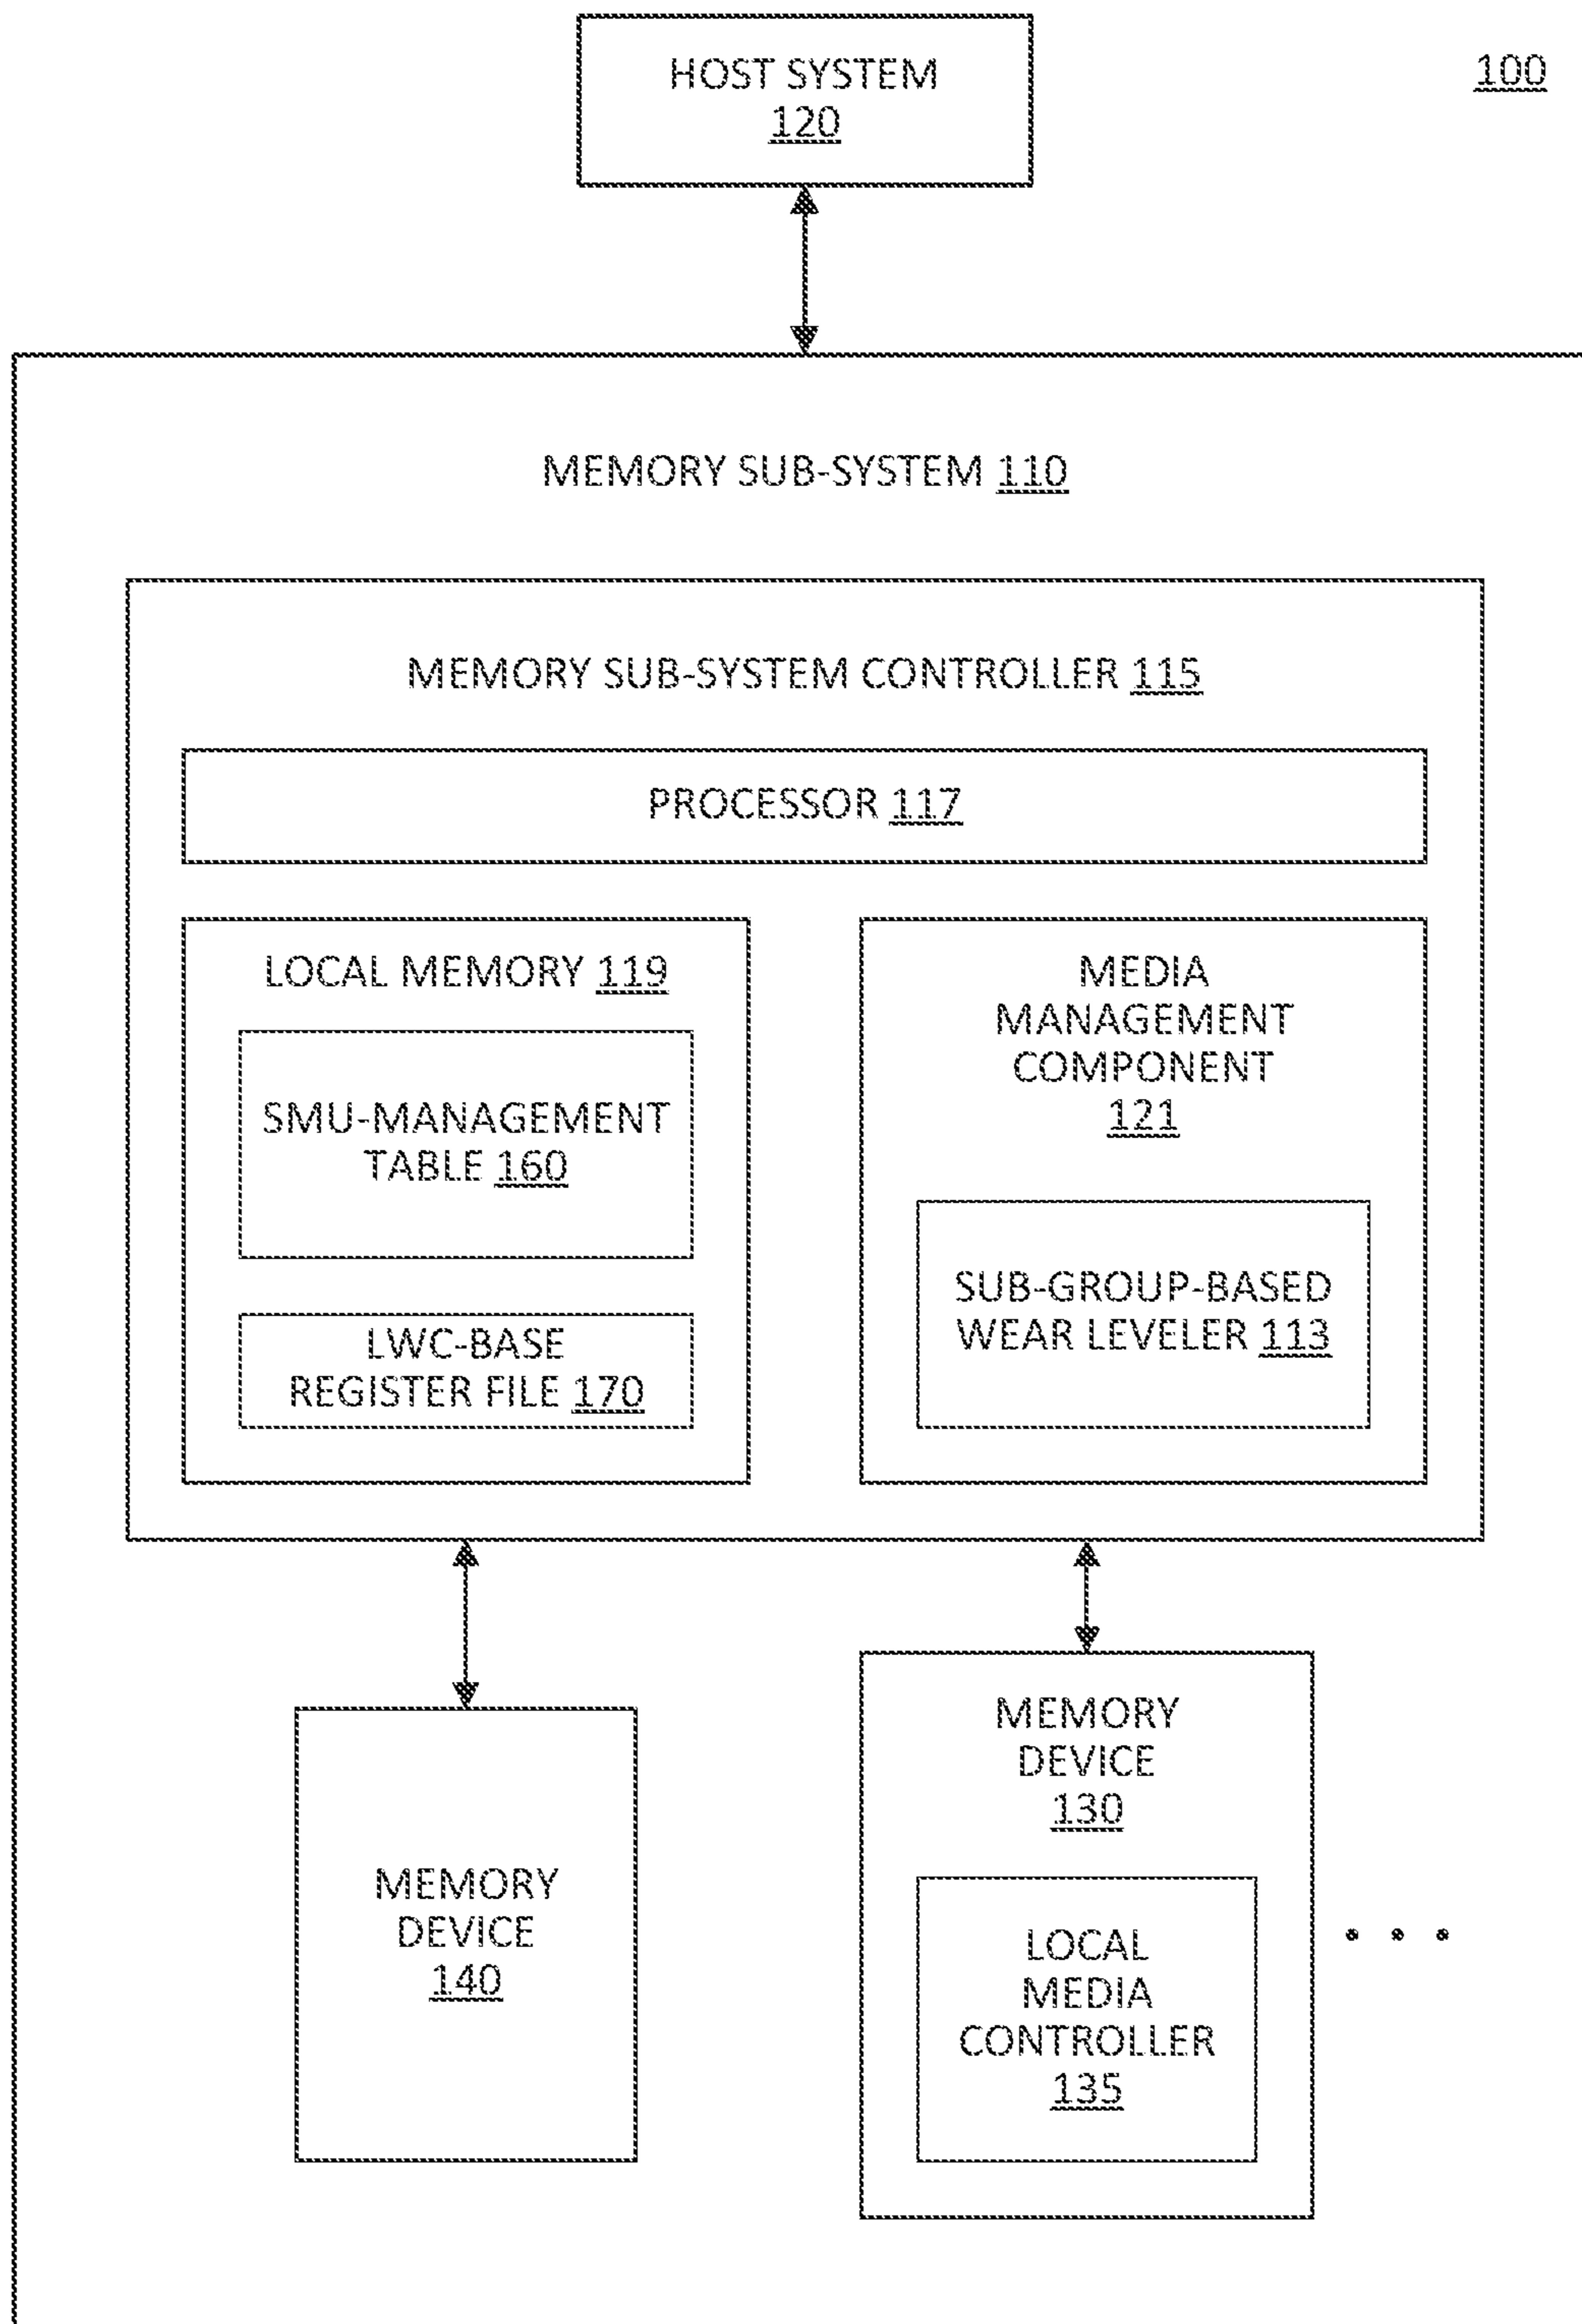 HOST SYSTEM
120
100
MEMORY SUB-SYSTEM 110
MEMORY SUB-SYSTEM CONTROLLER 115
PROCESSOR 117
LOCAL MEMORY 119
SMU-MANAGEMENT
TABLE 160
LWC-BASE
REGISTER FILE 170
MEDIA
MANAGEMENT
COMPONENT
121
SUB-GROUP-BASED
WEAR LEVELER 113
MEMORY
DEVICE
140
MEMORY
DEVICE
130
LOCAL
MEDIA
CONTROLLER
135